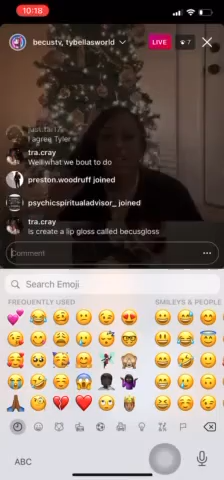 10:18
becustv, tybellasworld
LIVE
7
I agree Tyler
tra.cray
Well what we bout to do
preston.woodruff joined
psychicspiritualadvisor_ joined
tra.cray
Is create a lip gloss called becusgloss
Comment
Search Emoji
FREQUENTLY USED
SMILEYS & PEOPLE
ABC